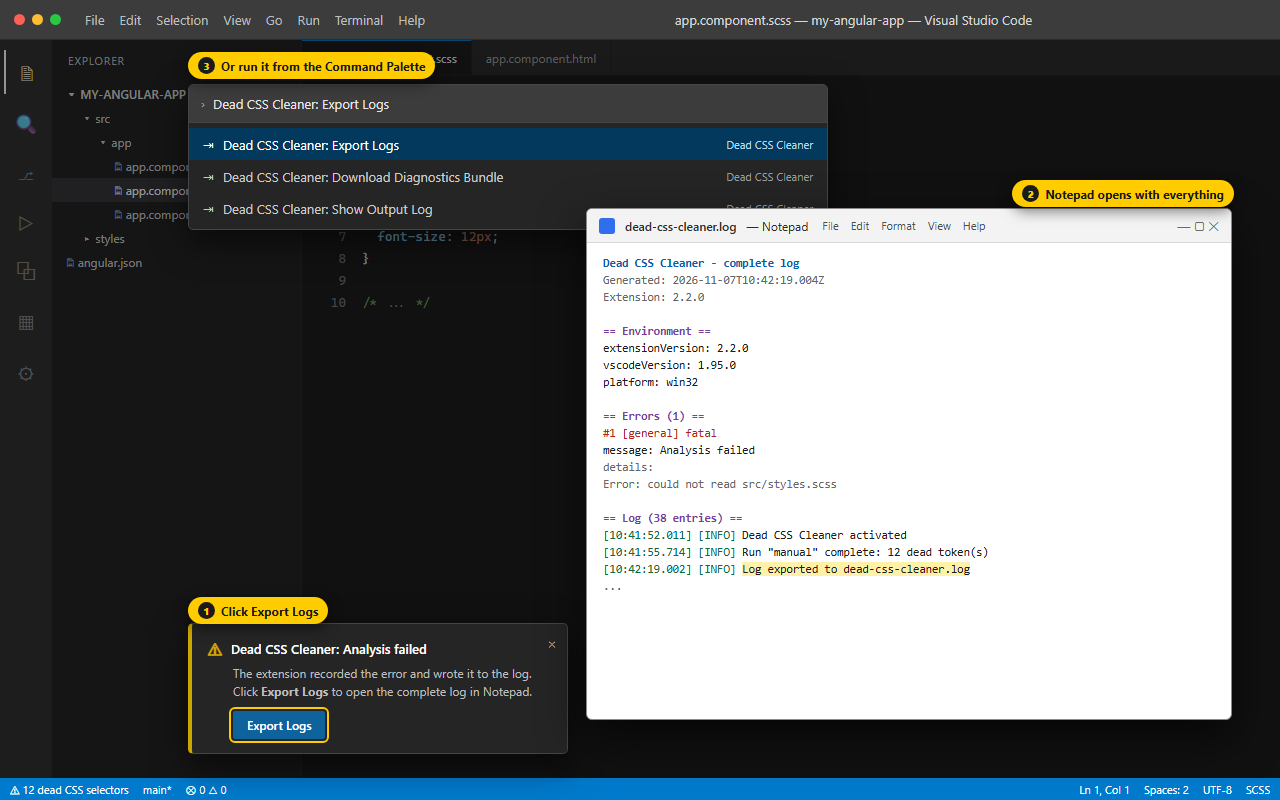 File Edit Selection View Go Run Terminal Help
app.component.scss — my-angular-app — Visual Studio Code
EXPLORER
MY-ANGULAR-APP
src
app
app.compor
app.compo
app.compor
styles
angular.json
3 Or run it from the Command Palette
.scss
app.component.html
› Dead CSS Cleaner: Export Logs
Dead CSS Cleaner: Export Logs Dead CSS Cleaner
Dead CSS Cleaner: Download Diagnostics Bundle Dead CSS Cleaner
Dead CSS Cleaner: Show Output Log Dead CSS Cleaner
7 font-size: 12px;
8 }
9
10 /* ... */
2 Notepad opens with everything
dead-css-cleaner.log — Notepad File Edit Format View Help
Dead CSS Cleaner - complete log
Generated: 2026-11-07T10:42:19.004Z
Extension: 2.2.0
== Environment ==
extensionVersion: 2.2.0
vscodeVersion: 1.95.0
platform: win32
== Errors (1) ==
#1 [general] fatal
message: Analysis failed
details:
Error: could not read src/styles.scss
== Log (38 entries) ==
[10:41:52.011] [INFO] Dead CSS Cleaner activated
[10:41:55.714] [INFO] Run "manual" complete: 12 dead token(s)
[10:42:19.002] [INFO] Log exported to dead-css-cleaner.log
...
1 Click Export Logs
Dead CSS Cleaner: Analysis failed
The extension recorded the error and wrote it to the log.
Click Export Logs to open the complete log in Notepad.
Export Logs
12 dead CSS selectors main* 0 0
Ln 1, Col 1 Spaces: 2 UTF-8 SCSS